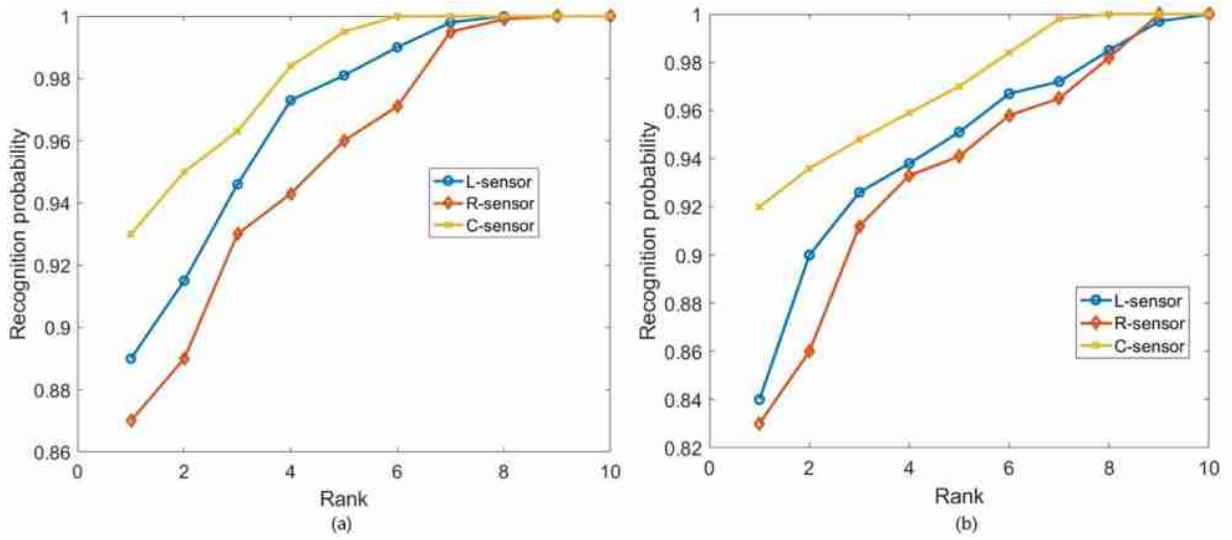 1
0.98
0.96
0.94
0.92
0.9
0.88
0.86
0
2
4
6
8
10
Recognition probability
Rank
L-sensor
R-sensor
C-sensor
(a)
1
0.98
0.96
0.94
0.92
0.9
0.88
0.86
0.84
0.82
0
2
4
6
8
10
Recognition probability
Rank
L-sensor
R-sensor
C-sensor
(b)